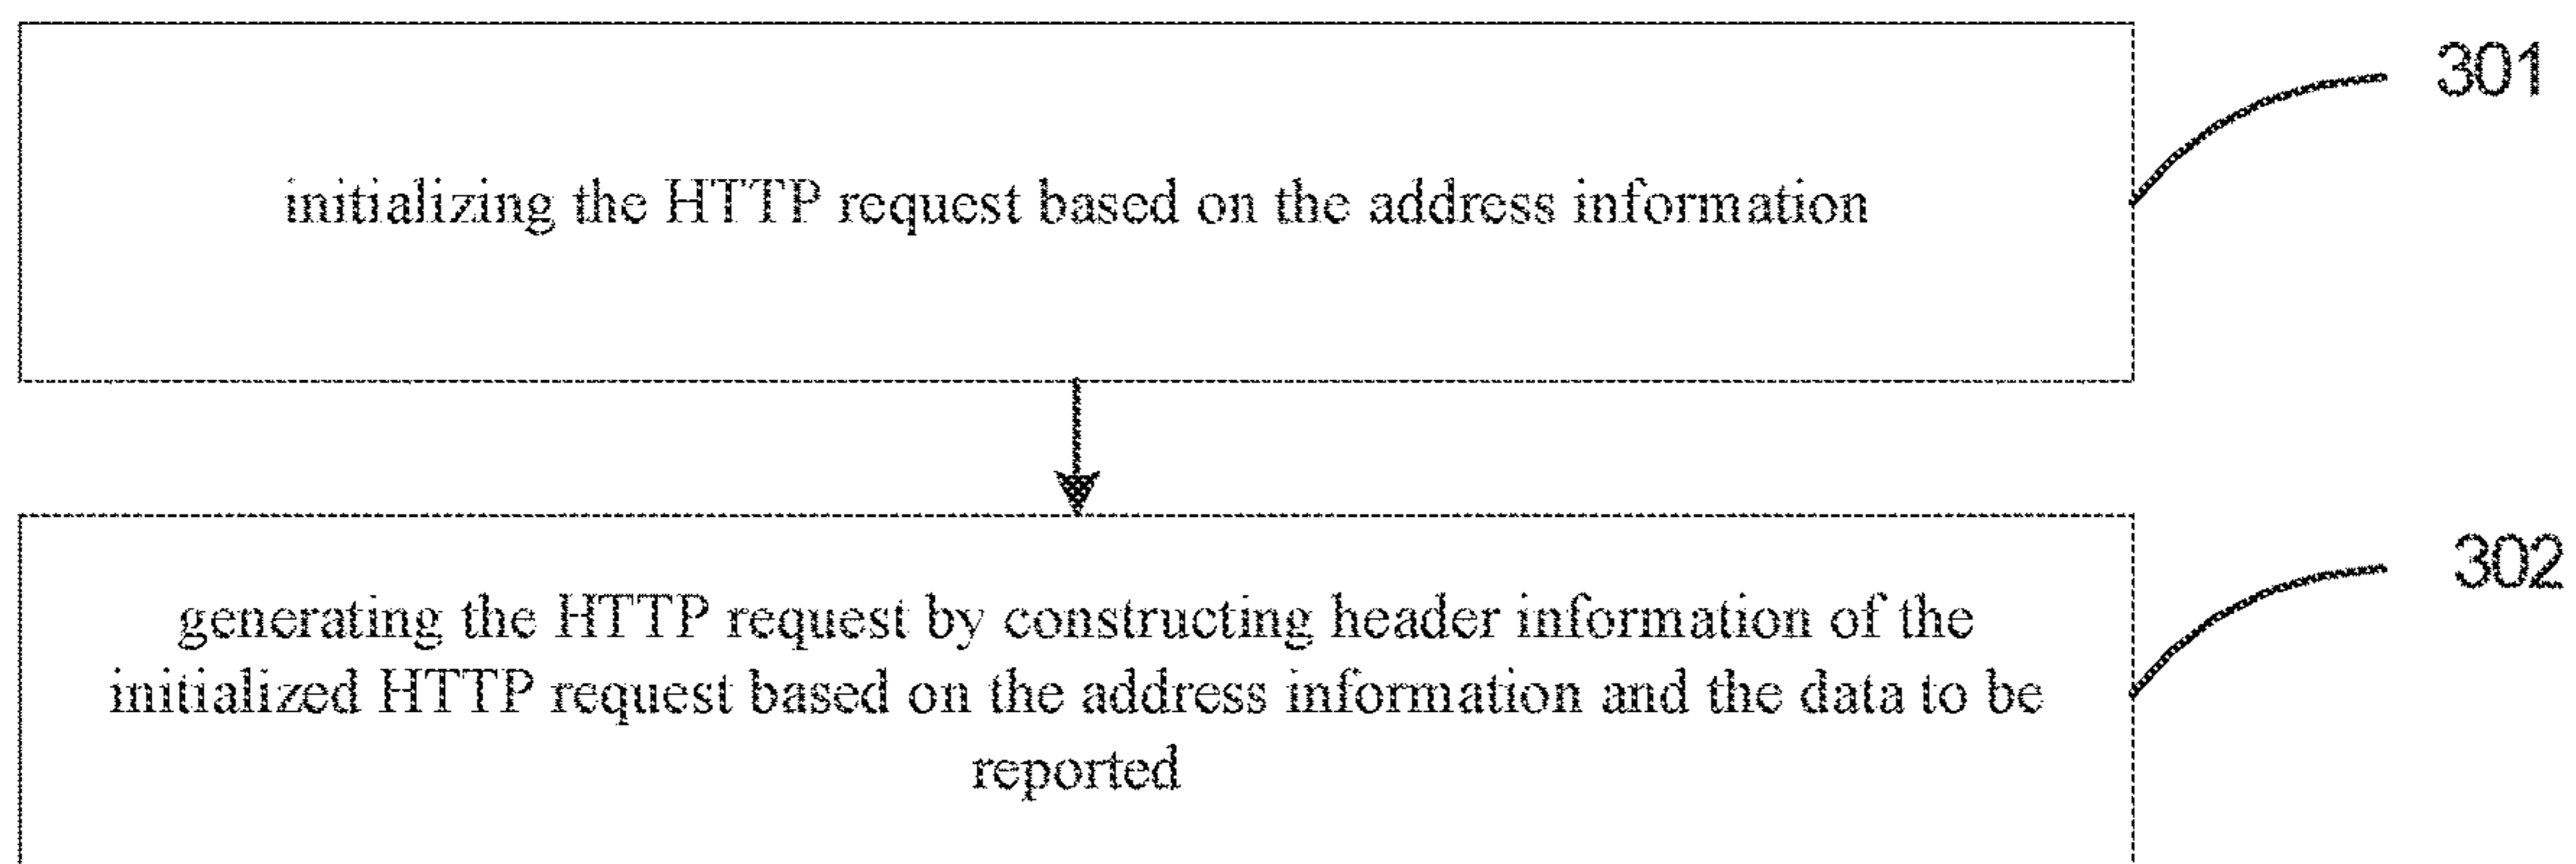 301
initializing the HTTP request based on the address information
302
generating the HTTP request by constructing header information of the
initialized HTTP request based on the address information and the data to be
reported